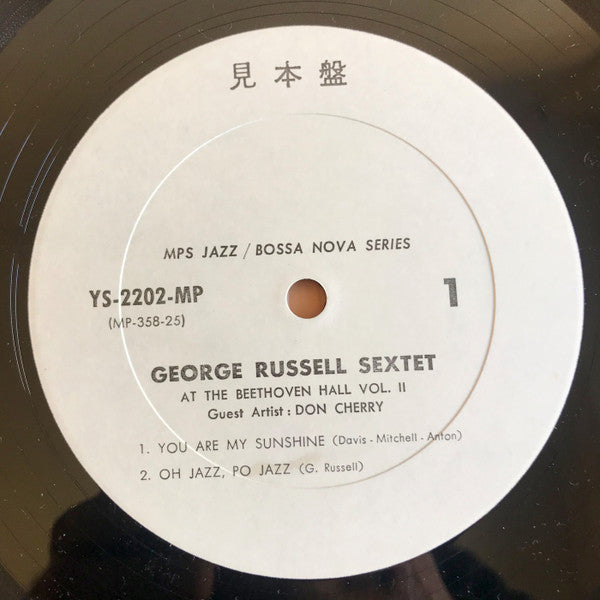 見本盤
MPS JAZZ / BOSSA NOVA SERIES
YS-2202-MP
(MP-358-25)
1
GEORGE RUSSELL SEXTET
AT THE BEETHOVEN HALL VOL. II
Guest Artist : DON CHERRY
1. YOU ARE MY SUNSHINE (Davis - Mitchell - Anton)
2. OH JAZZ, PO JAZZ (G. Russell)